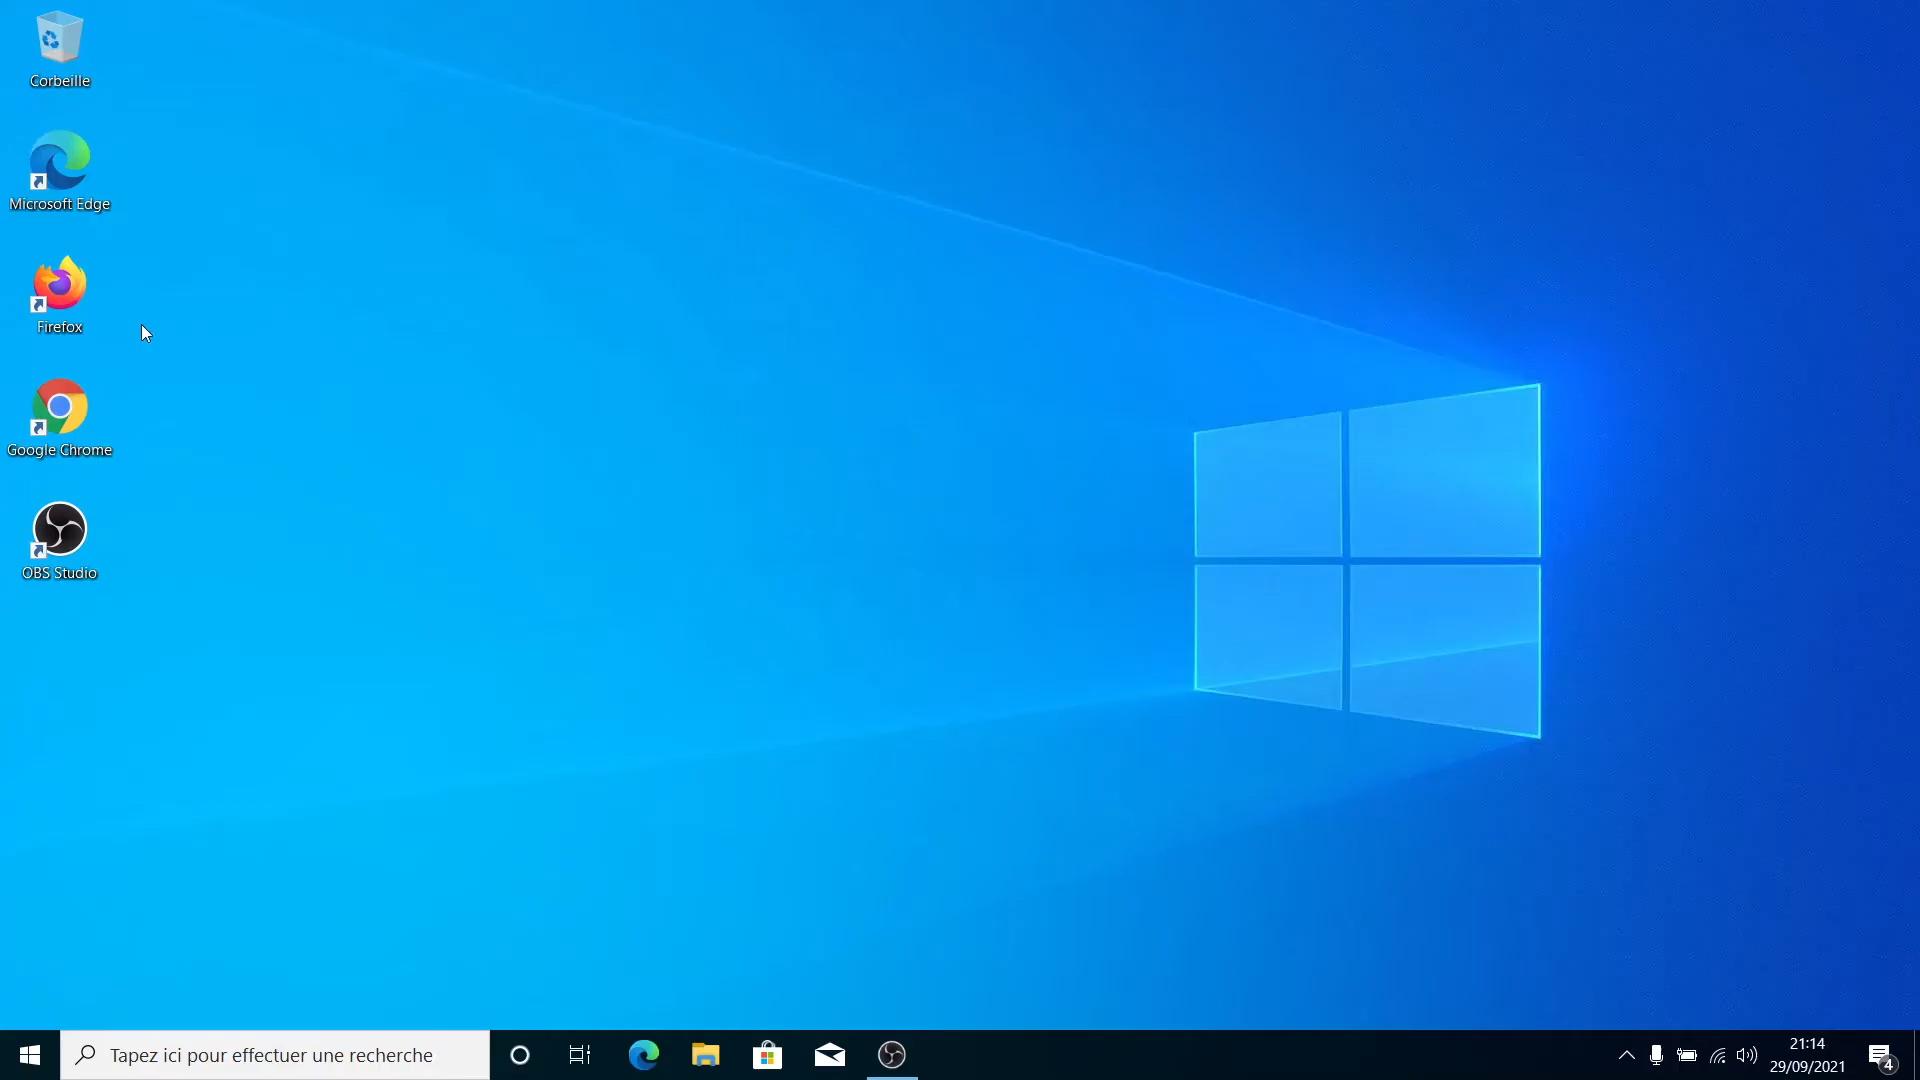 Corbeille
Microsoft Edge
Firefox
Google Chrome
OBS Studio
Tapez ici pour effectuer une recherche
21:14
29/09/2021
4